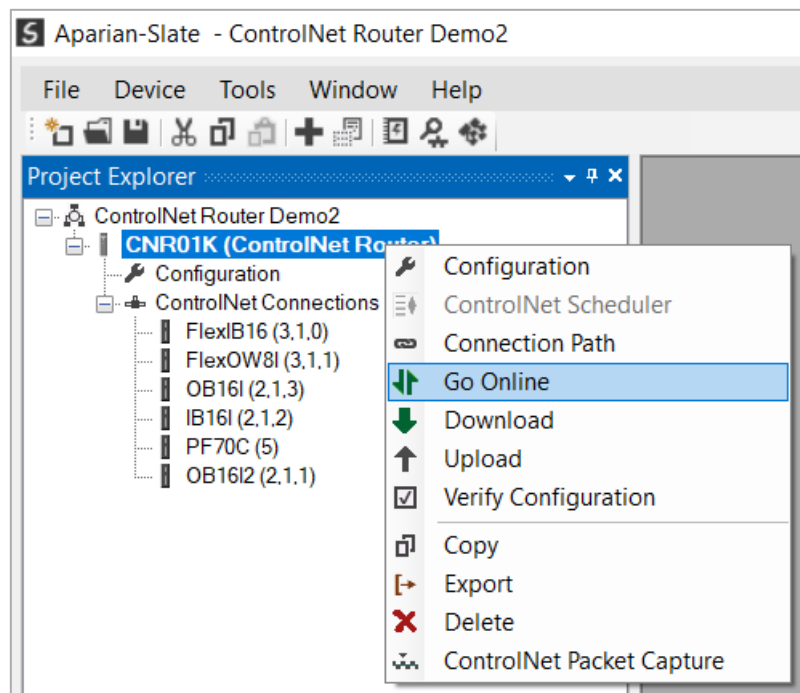 S Aparian-Slate - ControlNet Router Demo2
File Device Tools Window Help
Project Explorer
ControlNet Router Demo2
CNR01K (ControlNet Router)
Configuration
ControlNet Connections
FlexIB16 (3,1,0)
FlexOW8I (3,1,1)
OB16I (2,1,3)
IB16I (2,1,2)
PF70C (5)
OB16I2 (2,1,1)
Configuration
ControlNet Scheduler
Connection Path
Go Online
Download
Upload
Verify Configuration
Copy
Export
Delete
ControlNet Packet Capture